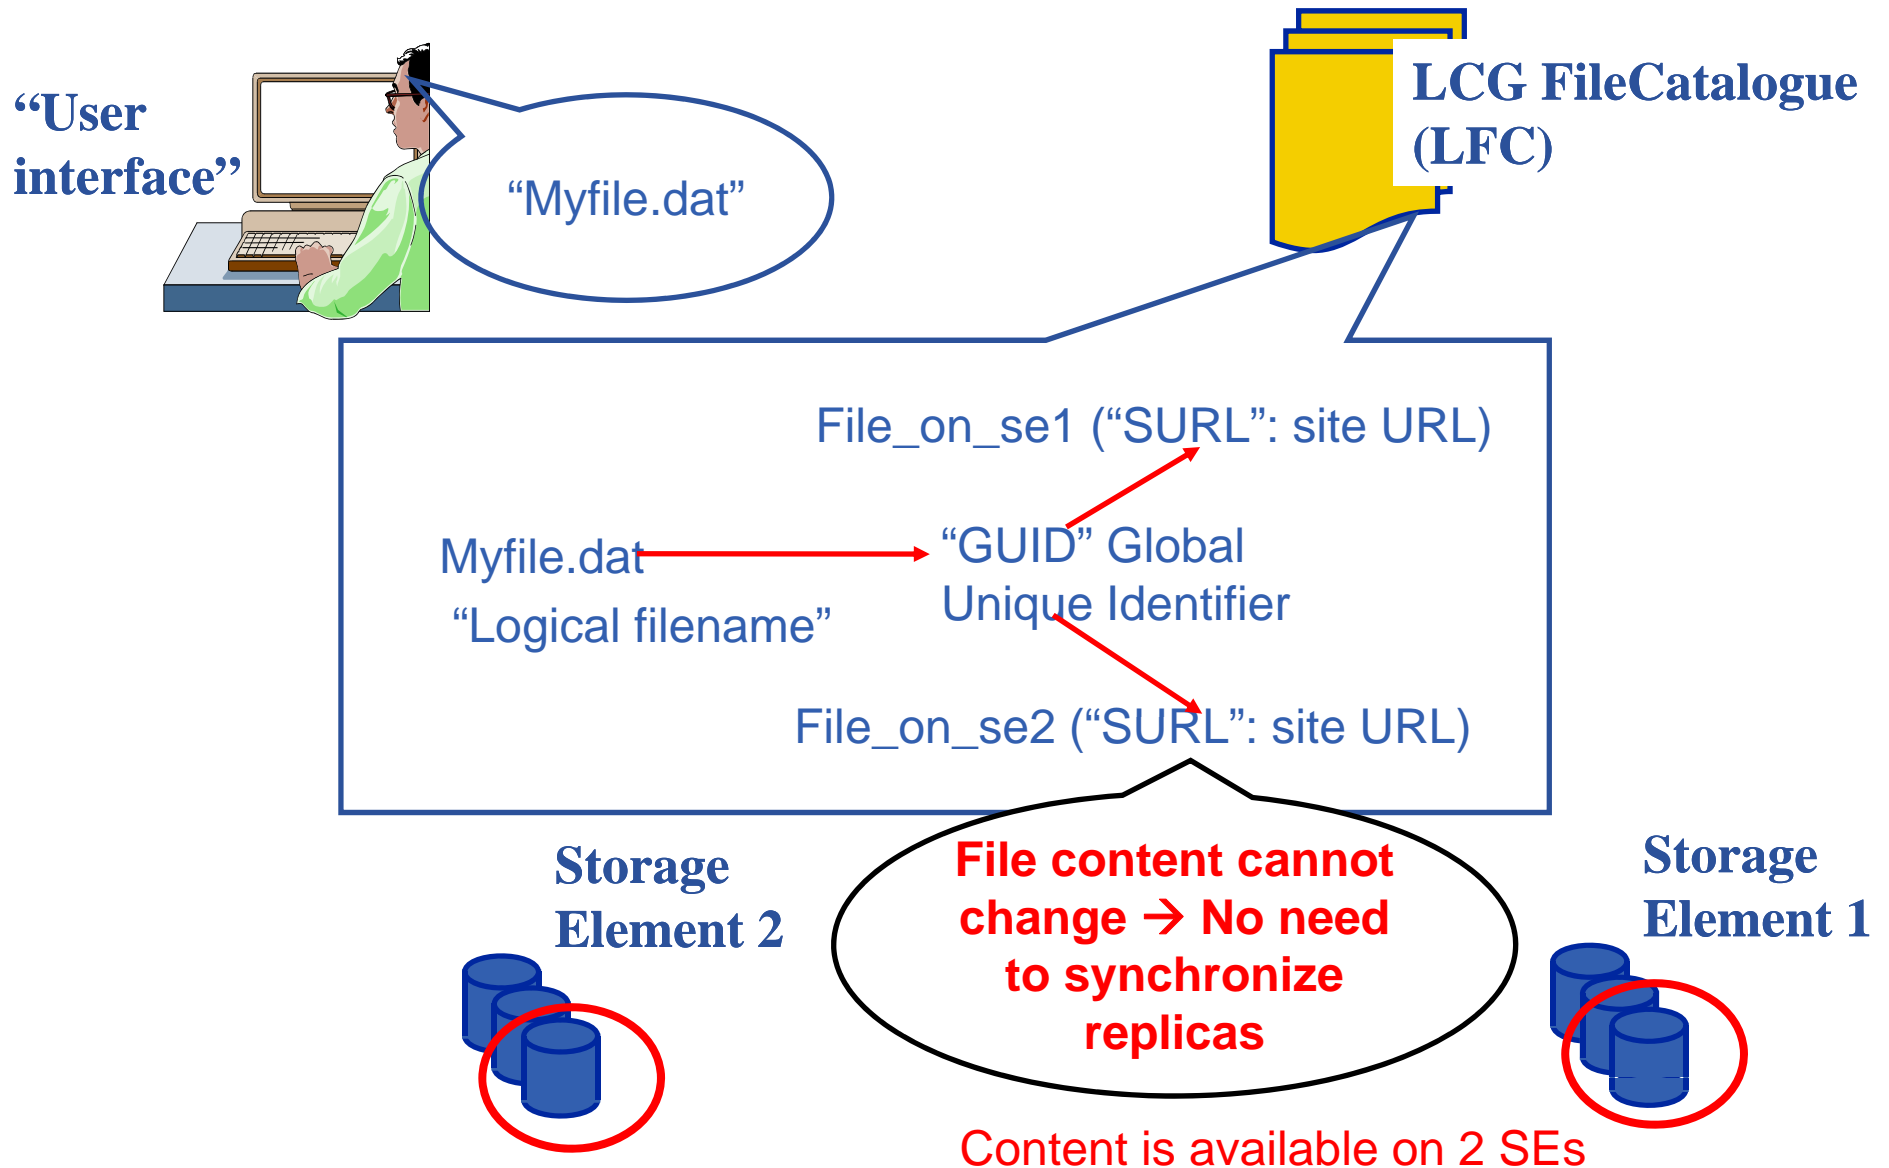 “User
interface”
“Myfile.dat”
LCG FileCatalogue
(LFC)
File_on_se1 (“SURL”: site URL)
Myfile.dat
“Logical filename”
“GUID” Global
Unique Identifier
File_on_se2 (“SURL”: site URL)
Storage
Element 2
File content cannot
change → No need
to synchronize
replicas
Storage
Element 1
Content is available on 2 SEs